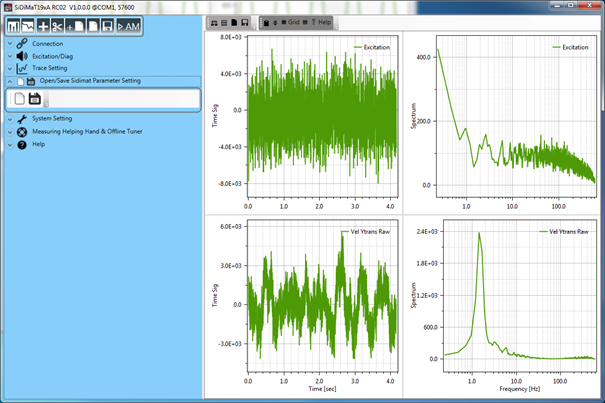 SiDiMaT19xA RC02 V1.0.0.0 @COM1, 57600
AM
Grid
Help
Connection
Excitation/Diag
Trace Setting
Open/Save Sidimat Parameter Setting
System Setting
Measuring Helping Hand & Offline Tuner
Help
8.0E+03
4.0E+03
0.0
-4.0E+03
-8.0E+03
Time Sig
Excitation
0.0 1.0 2.0 3.0 4.0
400.0
200.0
0.0
Spectrum
Excitation
1.0 10.0 100.0
6.0E+03
3.0E+03
0.0
-3.0E+03
Time Sig
Vel Ytrans Raw
0.0 1.0 2.0 3.0 4.0
Time [sec]
2.4E+03
1.8E+03
1.2E+03
600.0
0.0
Spectrum
Vel Ytrans Raw
1.0 10.0 100.0
Frequency [Hz]